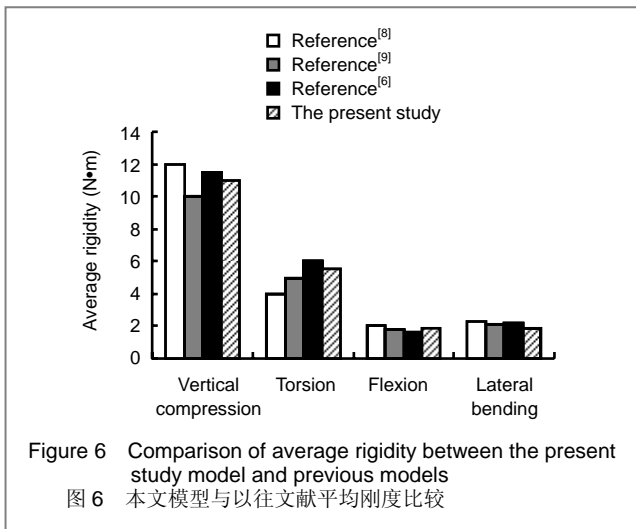 Reference[8]
Reference[9]
Reference[6]
The present study
14
12
10
8
6
4
2
0
Average rigidity (N•m)
Vertical compression
Torsion
Flexion
Lateral bending
Figure 6 Comparison of average rigidity between the present
study model and previous models
图 6 本文模型与以往文献平均刚度比较